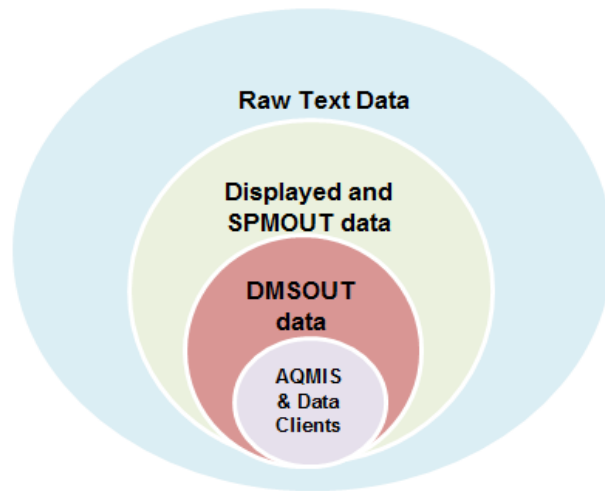 Raw Text Data
Displayed and
SPMOUT data
DMSOUT
data
AQMIS
& Data
Clients